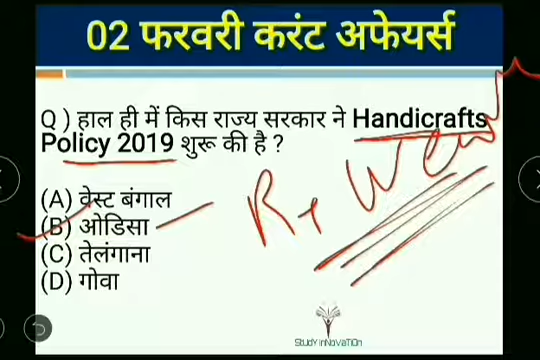 02 फरवरी करंट अफेयर्स
Q ) हाल ही में किस राज्य सरकार ने Handicrafts
Policy 2019 शुरू की है ?
(A) वेस्ट बंगाल
(B) ओडिसा
(C) तेलंगाना
(D) गोवा
StuDY inNoVaTiOn